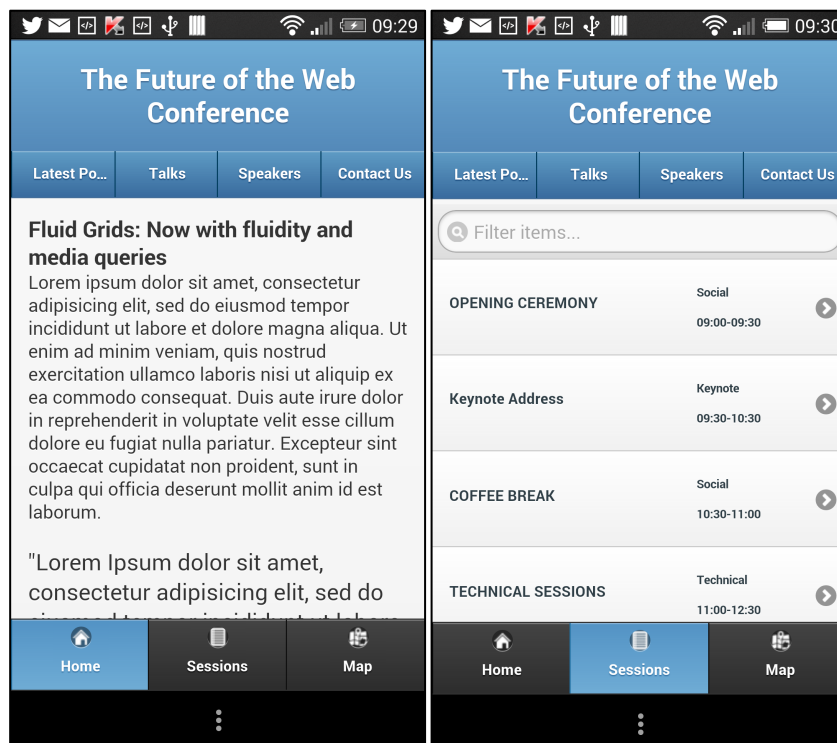 09:29
The Future of the Web
Conference
Latest Po... Talks Speakers Contact Us
Fluid Grids: Now with fluidity and
media queries
Lorem ipsum dolor sit amet, consectetur
adipisicing elit, sed do eiusmod tempor
incididunt ut labore et dolore magna aliqua. Ut
enim ad minim veniam, quis nostrud
exercitation ullamco laboris nisi ut aliquip ex
ea commodo consequat. Duis aute irure dolor
in reprehenderit in voluptate velit esse cillum
dolore eu fugiat nulla pariatur. Excepteur sint
occaecat cupidatat non proident, sunt in
culpa qui officia deserunt mollit anim id est
laborum.
"Lorem Ipsum dolor sit amet,
consectetur adipisicing elit, sed do
Home Sessions Map
09:30
The Future of the Web
Conference
Latest Po... Talks Speakers Contact Us
Filter items...
OPENING CEREMONY
Social
09:00-09:30
Keynote Address
Keynote
09:30-10:30
COFFEE BREAK
Social
10:30-11:00
TECHNICAL SESSIONS
Technical
11:00-12:30
Home Sessions Map